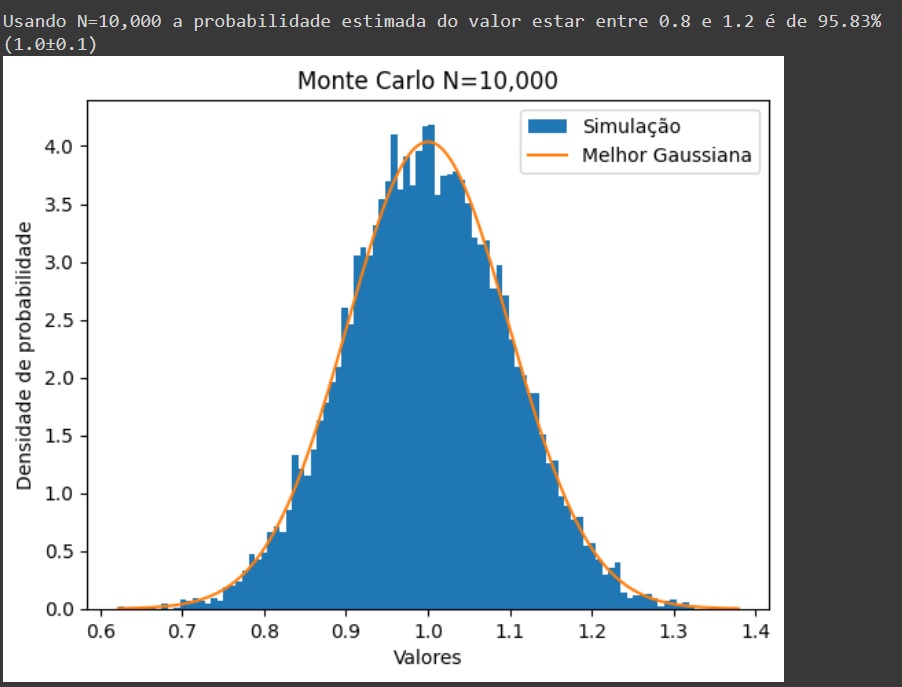 Usando N=10,000 a probabilidade estimada do valor estar entre 0.8 e 1.2 é de 95.83%
(1.0±0.1)
Monte Carlo N=10,000
Simulação
Melhor Gaussiana
Densidade de probabilidade
4.0
3.5
3.0
2.5
2.0
1.5
1.0
0.5
0.0
0.6 0.7 0.8 0.9 1.0 1.1 1.2 1.3 1.4
Valores